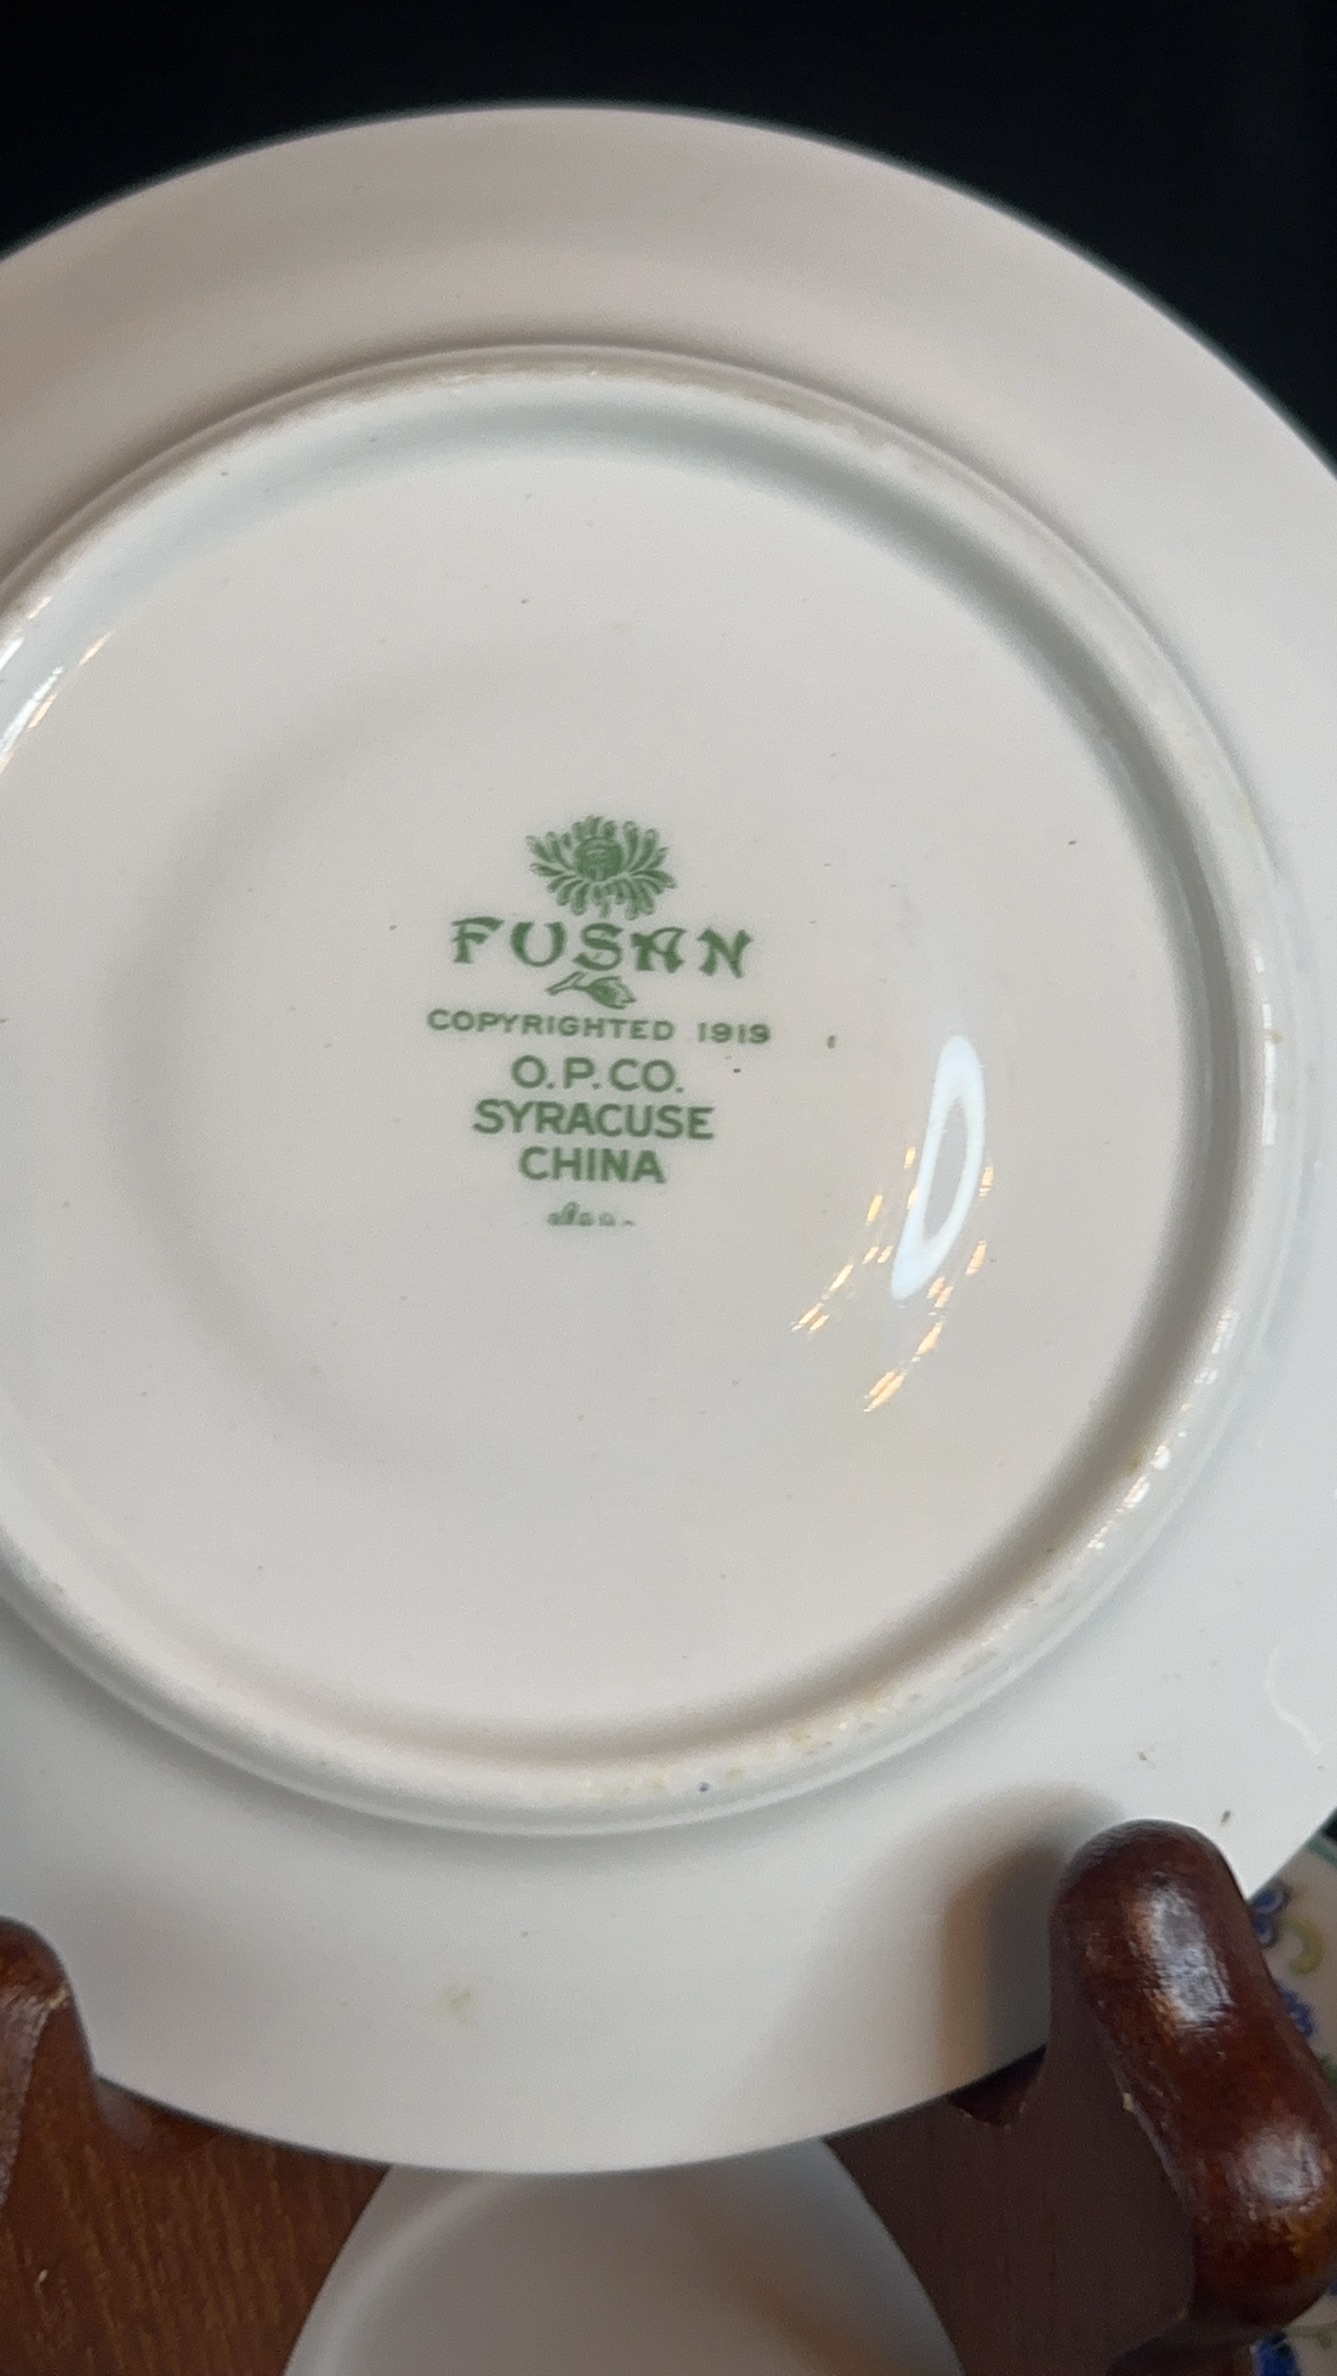 FUSAN
COPYRIGHTED 1919
O.P.CO.
SYRACUSE
CHINA